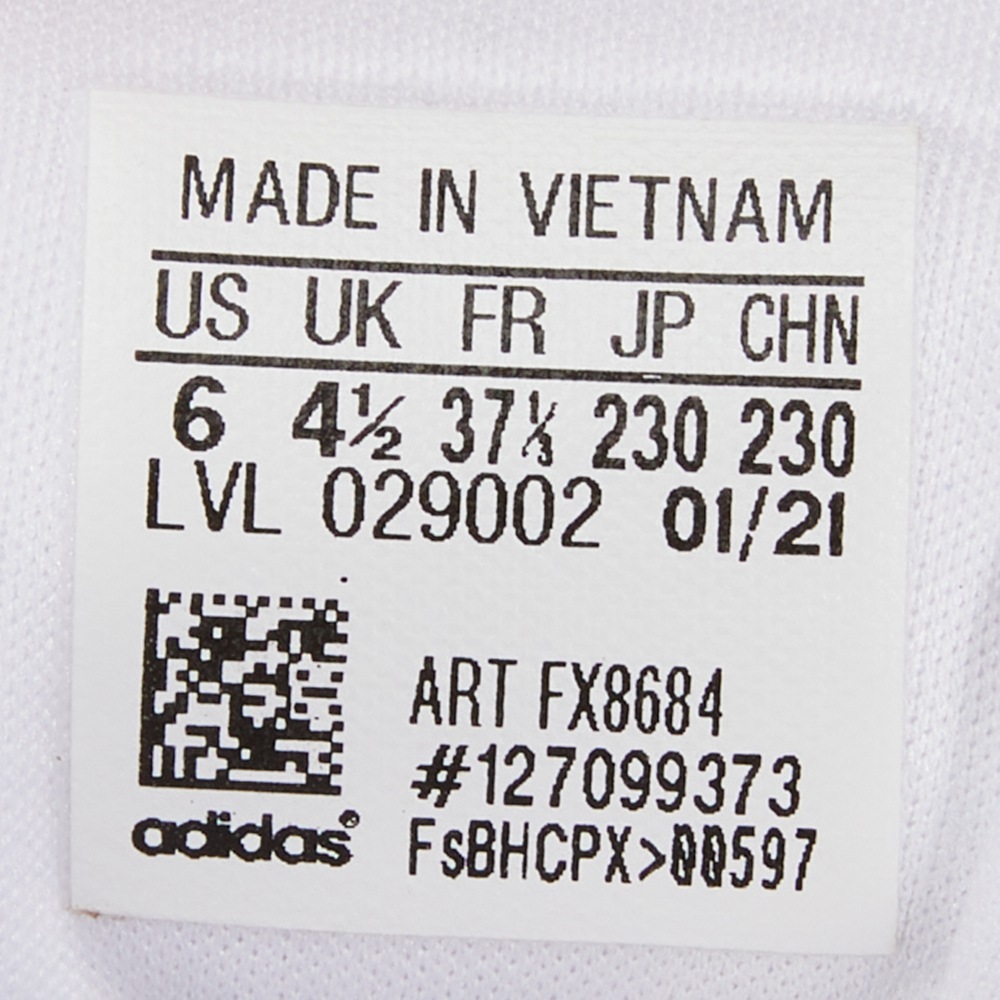 MADE IN VIETNAM
US UK FR JP CHN
6 4½ 37⅓ 230 230
LVL 029002 01/21
ART FX8684
#127099373
adidas®
FsBHCPX>00597